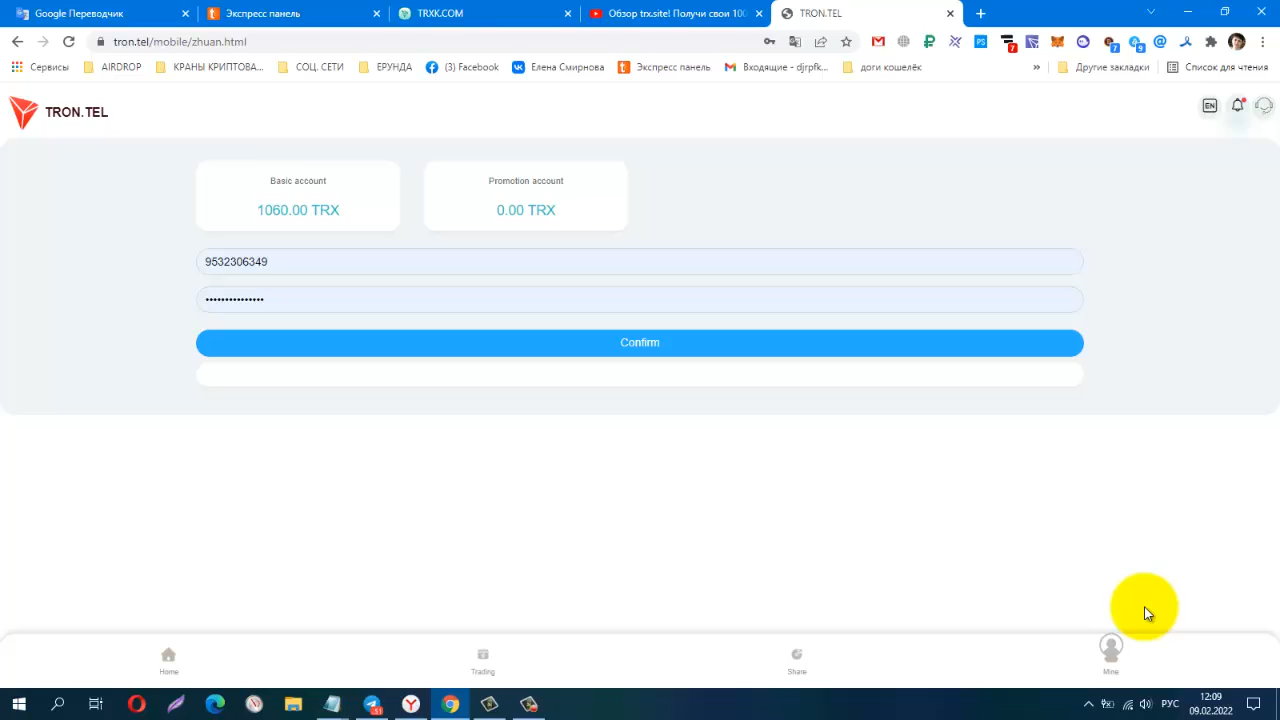 Google Переводчик
Экспресс панель
TRXK.COM
Обзор trx.site! Получи свои 100
TRON.TEL
tron.tel/mobile/zhuan.html
Сервисы
AIRDROP
КРАНЫ КРИПТОВА...
СОЦ. СЕТИ
ЕРУНДА
(3) Facebook
Елена Смирнова
Экспресс панель
Входящие - djrpfk...
доги кошелёк
»
Другие закладки
Список для чтения
TRON.TEL
EN
Basic account
Promotion account
1060.00 TRX
0.00 TRX
9532306349
•••••••••••••••
Confirm
Home
Trading
Share
Mine
РУС
12:09
09.02.2022